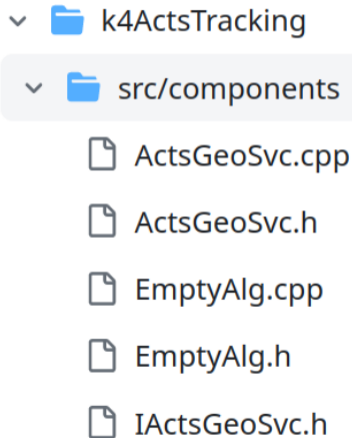 k4ActsTracking
src/components
ActsGeoSvc.cpp
ActsGeoSvc.h
EmptyAlg.cpp
EmptyAlg.h
IActsGeoSvc.h